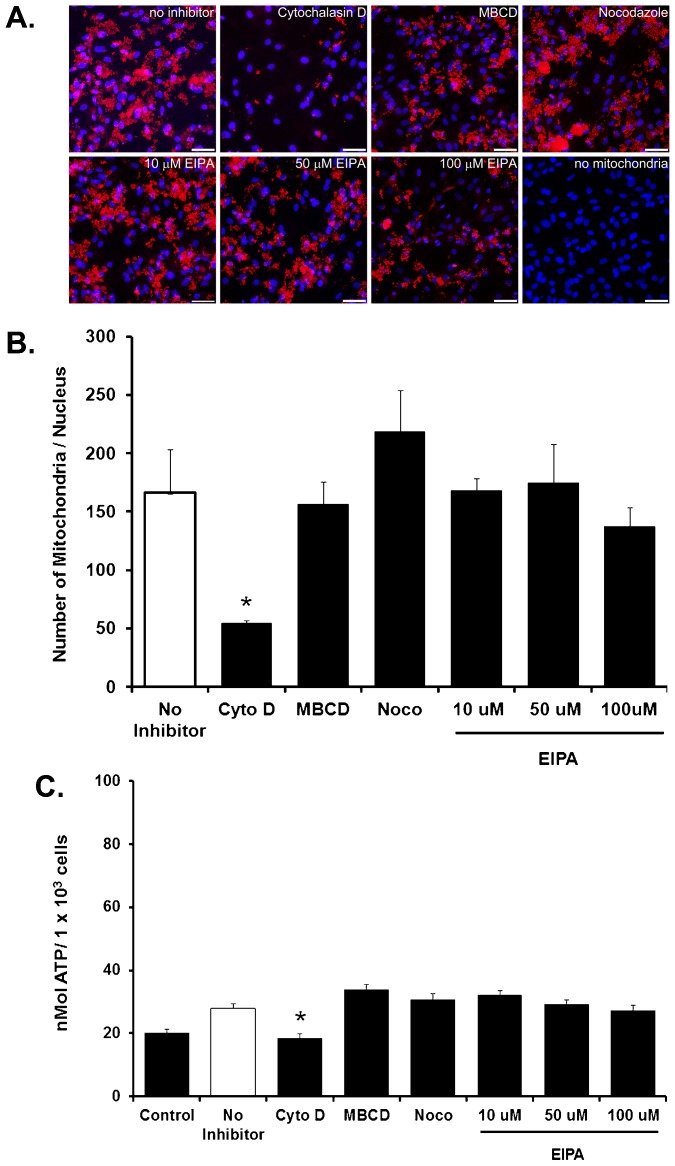 A.
no inhibitor
Cytochalasin D
MBCD
Nocodazole
10 μM EIPA
50 μM EIPA
100 μM EIPA
no mitochondria
B.
Number of Mitochondria / Nucleus
300
250
200
150
100
50
0
*
No
Inhibitor
Cyto D
MBCD
Noco
10 uM
50 uM
100uM
EIPA
C.
nMol ATP/ 1 x 10³ cells
100
80
60
40
20
0
*
Control
No
Inhibitor
Cyto D
MBCD
Noco
10 uM
50 uM
100 uM
EIPA